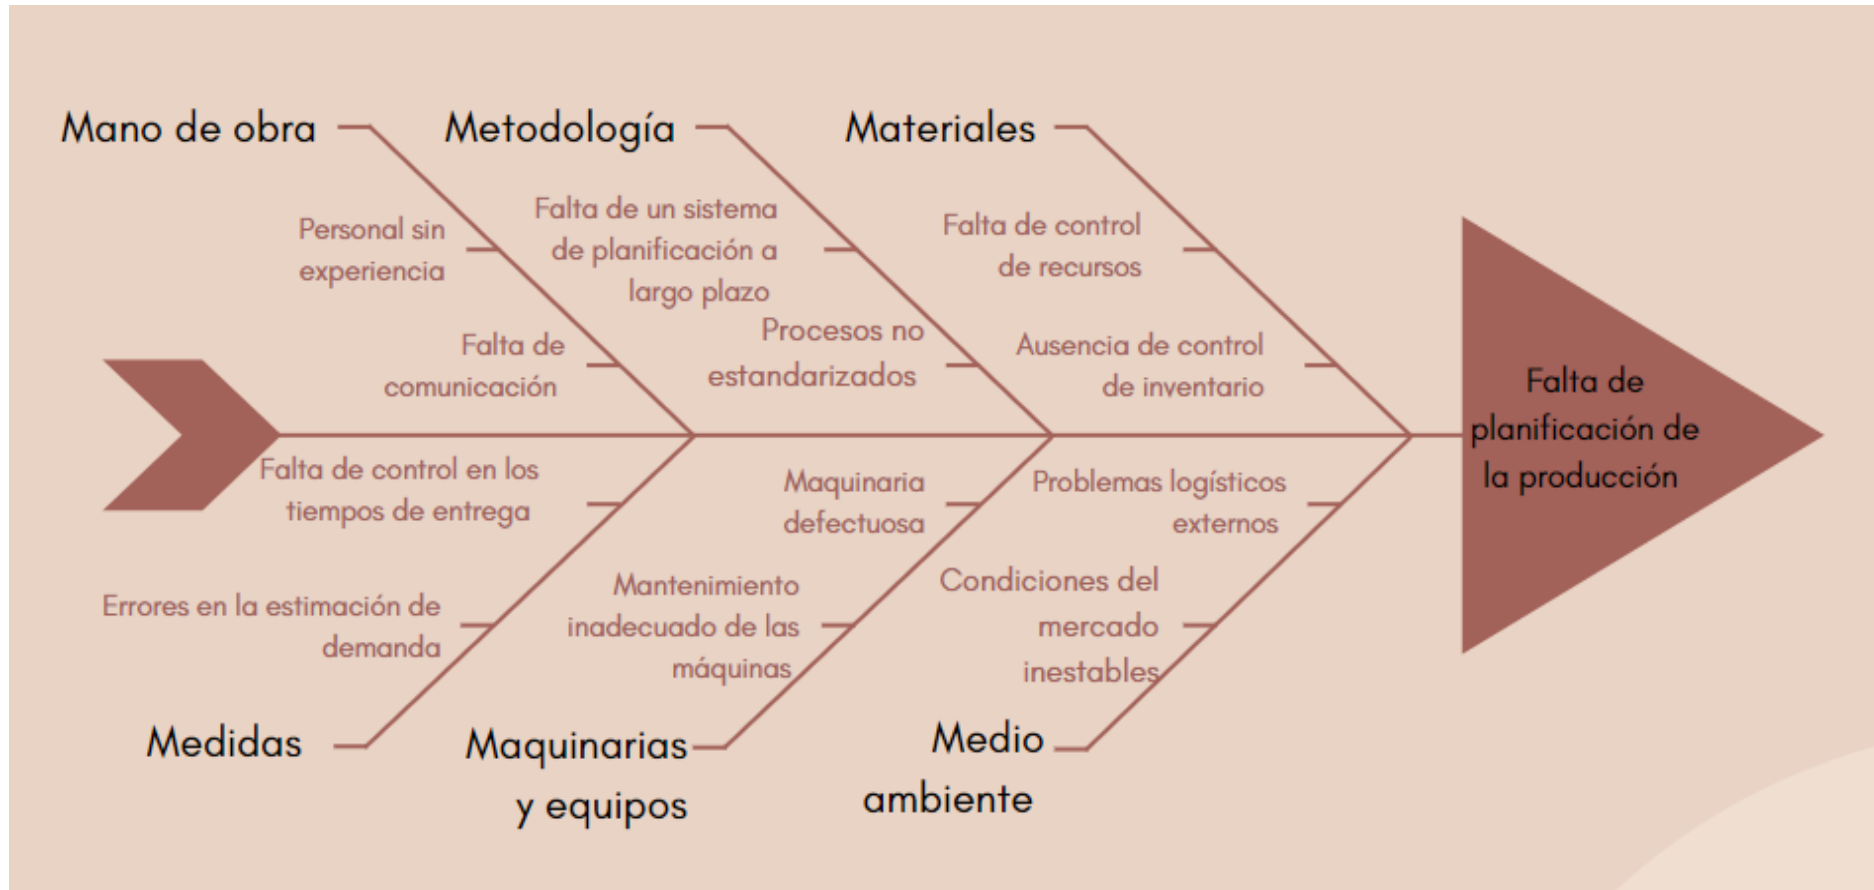 Mano de obra
Metodología
Materiales
Personal sin
experiencia
Falta de
comunicación
Falta de un sistema
de planificación a
largo plazo
Procesos no
estandarizados
Falta de control
de recursos
Ausencia de control
de inventario
Falta de
planificación de
la producción
Falta de control en los
tiempos de entrega
Errores en la estimación de
demanda
Maquinaria
defectuosa
Mantenimiento
inadecuado de las
máquinas
Problemas logísticos
externos
Condiciones del
mercado
inestables
Medidas
Maquinarias
y equipos
Medio
ambiente